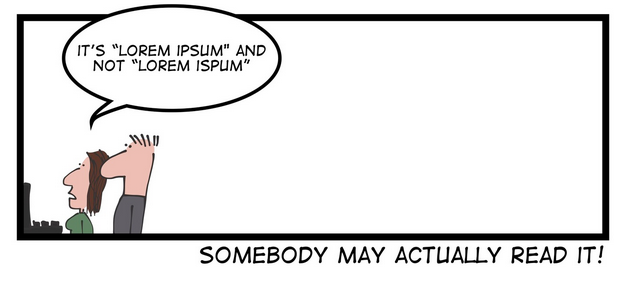 IT'S "LOREM IPSUM" AND
NOT "LOREM ISPUM"
SOMEBODY MAY ACTUALLY READ IT!